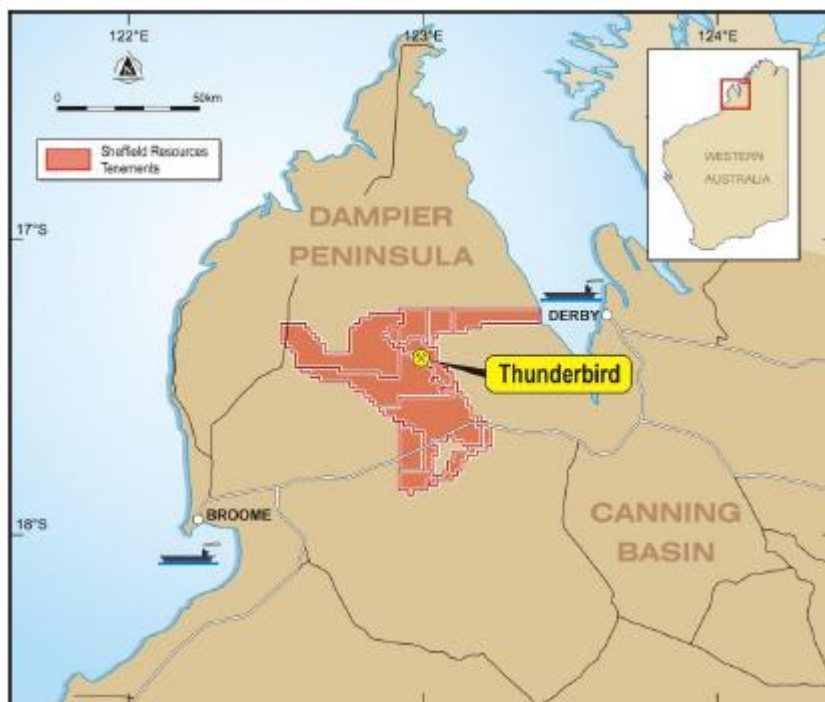 122°E
123°E
124°E
0
50km
Sheffield Resources
Tenements
WESTERN
AUSTRALIA
17°S
DAMPIER
PENINSULA
DERBY
Thunderbird
BROOME
18°S
CANNING
BASIN